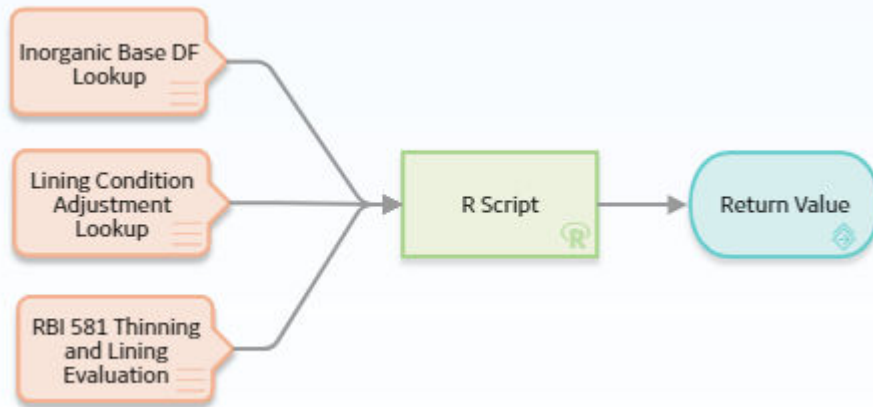 Inorganic Base DF
Lookup
Lining Condition
Adjustment
Lookup
RBI 581 Thinning
and Lining
Evaluation
R Script
R
Return Value